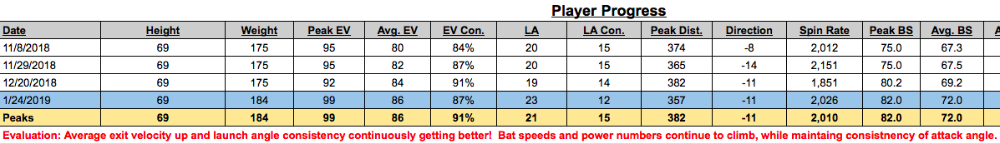 Player Progress
Date Height Weight Peak EV Avg. EV EV Con. LA LA Con. Peak Dist. Direction Spin Rate Peak BS Avg. BS
11/8/2018 69 175 95 80 84% 20 15 374 -8 2,012 75.0 67.3
11/29/2018 69 175 95 82 87% 20 15 365 -14 2,151 75.0 67.5
12/20/2018 69 175 92 84 91% 19 14 382 -11 1,851 80.2 69.2
1/24/2019 69 184 99 86 87% 23 12 357 -11 2,026 82.0 72.0
Peaks 69 184 99 86 91% 21 15 382 -11 2,010 82.0 72.0
Evaluation: Average exit velocity up and launch angle consistency continuously getting better! Bat speeds and power numbers continue to climb, while maintaing consistnency of attack angle.